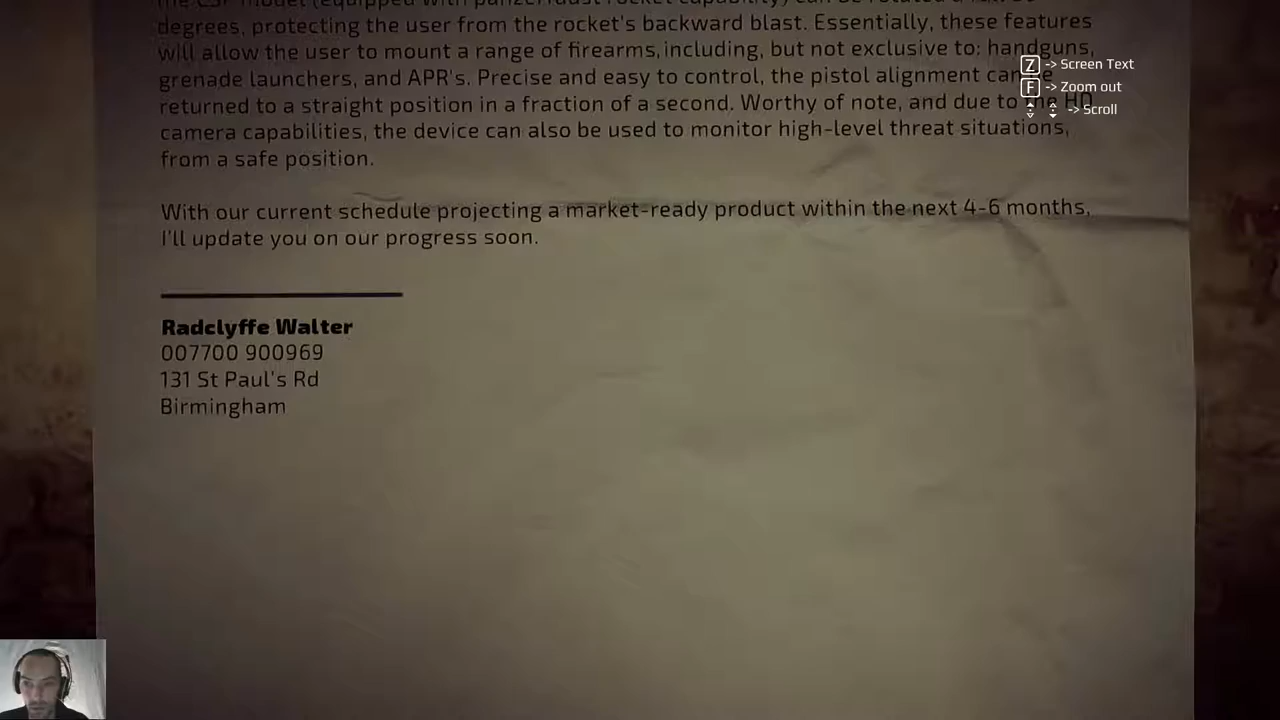 degrees, protecting the user from the rocket's backward blast. Essentially, these features
will allow the user to mount a range of firearms, including, but not exclusive to: handguns,
grenade launchers, and APR's. Precise and easy to control, the pistol alignment can be
returned to a straight position in a fraction of a second. Worthy of note, and due to the HD
camera capabilities, the device can also be used to monitor high-level threat situations,
from a safe position.
With our current schedule projecting a market-ready product within the next 4-6 months,
I'll update you on our progress soon.
Radclyffe Walter
007700 900969
131 St Paul's Rd
Birmingham
Z -> Screen Text
F -> Zoom out
-> Scroll